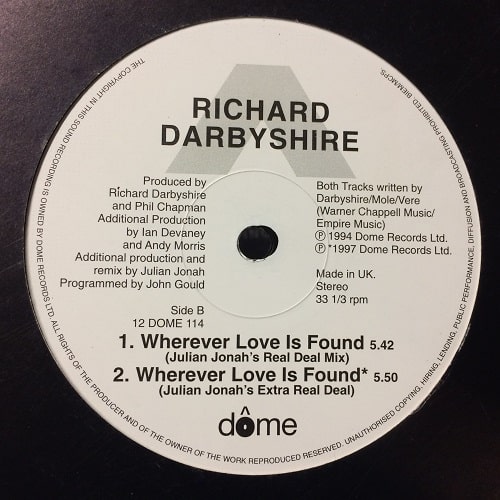 A
RICHARD
DARBYSHIRE
Produced by
Richard Darbyshire
and Phil Chapman
Additional Production
by Ian Devaney
and Andy Morris
Additional production and
remix by Julian Jonah
Programmed by John Gould
Both Tracks written by
Darbyshire/Mole/Vere
(Warner Chappell Music/
Empire Music)
℗ 1994 Dome Records Ltd.
℗ *1997 Dome Records Ltd.
Made in UK.
Stereo
33 1/3 rpm
Side B
12 DOME 114
1. Wherever Love Is Found 5.42
(Julian Jonah's Real Deal Mix)
2. Wherever Love Is Found* 5.50
(Julian Jonah's Extra Real Deal)
dôme
THE COPYRIGHT IN THIS SOUND RECORDING IS OWNED BY DOME RECORDS LTD. ALL RIGHTS OF THE PRODUCER AND OF THE OWNER OF THE WORK REPRODUCED RESERVED. UNAUTHORISED COPYING, HIRING, LENDING, PUBLIC PERFORMANCE, DIFFUSION AND BROADCASTING PROHIBITED BIEM/MCPS.